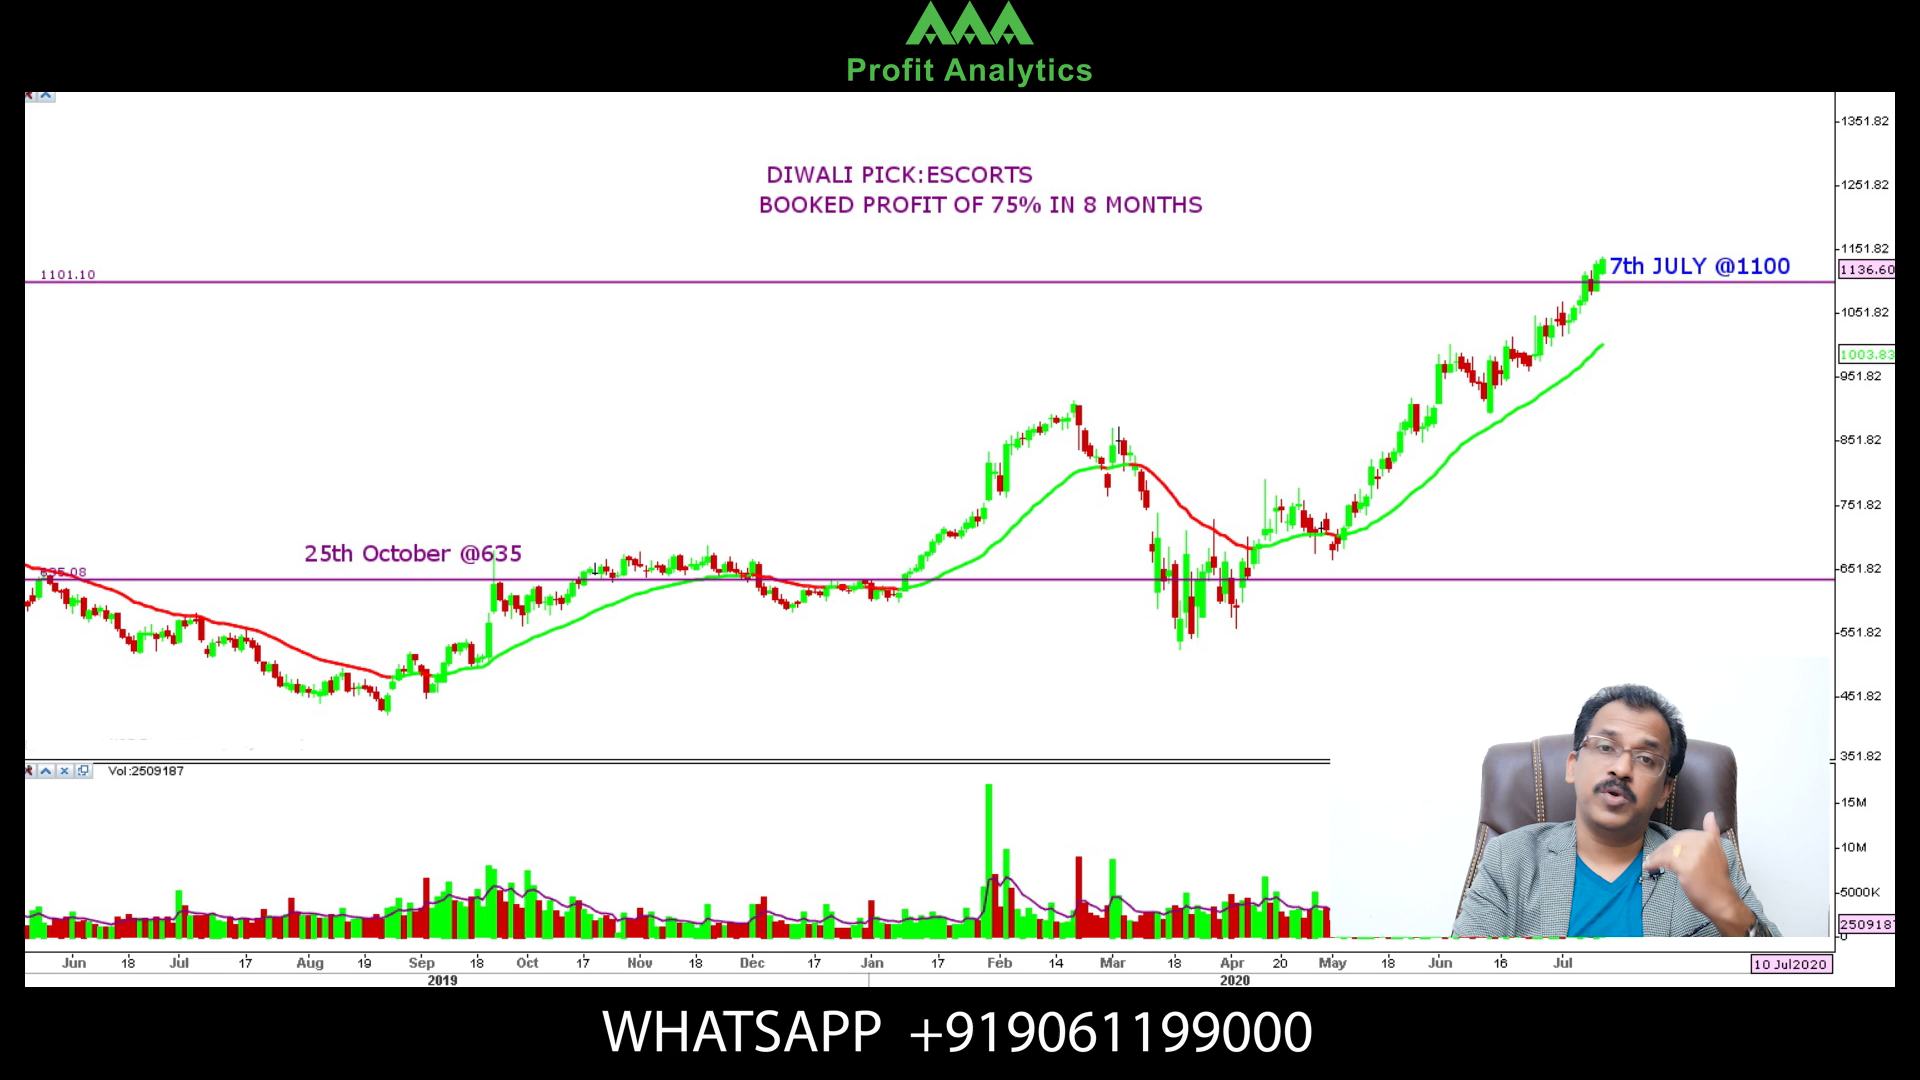 Profit Analytics
1351.82
DIWALI PICK:ESCORTS
1251.82
BOOKED PROFIT OF 75% IN 8 MONTHS
1151.82
7th JULY @1100
1136.60
1101.10
1051.82
1003.83
951.82
851.82
751.82
25th October @635
651.82
551.82
451.82
351.82
Vol:2509187
15M
10M
5000K
2509187
0
Jun 18 Jul 17 Aug 19 Sep 18 Oct 17 Nov 18 Dec 17 Jan 17 Feb 14 Mar 18 Apr 20 May 18 Jun 16 Jul 10 Jul2020
2019 2020
WHATSAPP +919061199000